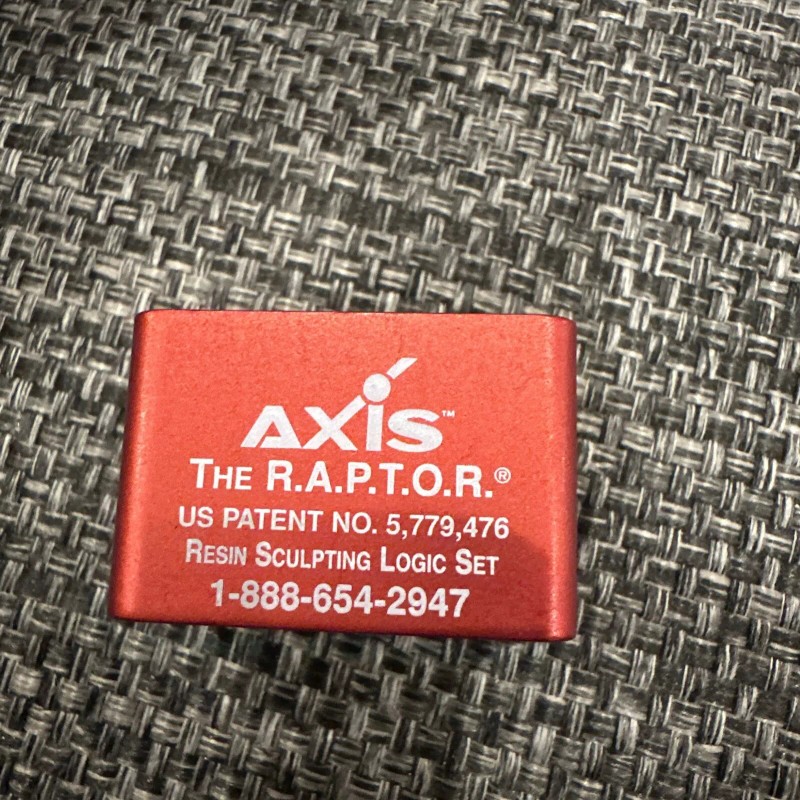 AXIS™
THE R.A.P.T.O.R.®
US PATENT NO. 5,779,476
RESIN SCULPTING LOGIC SET
1-888-654-2947